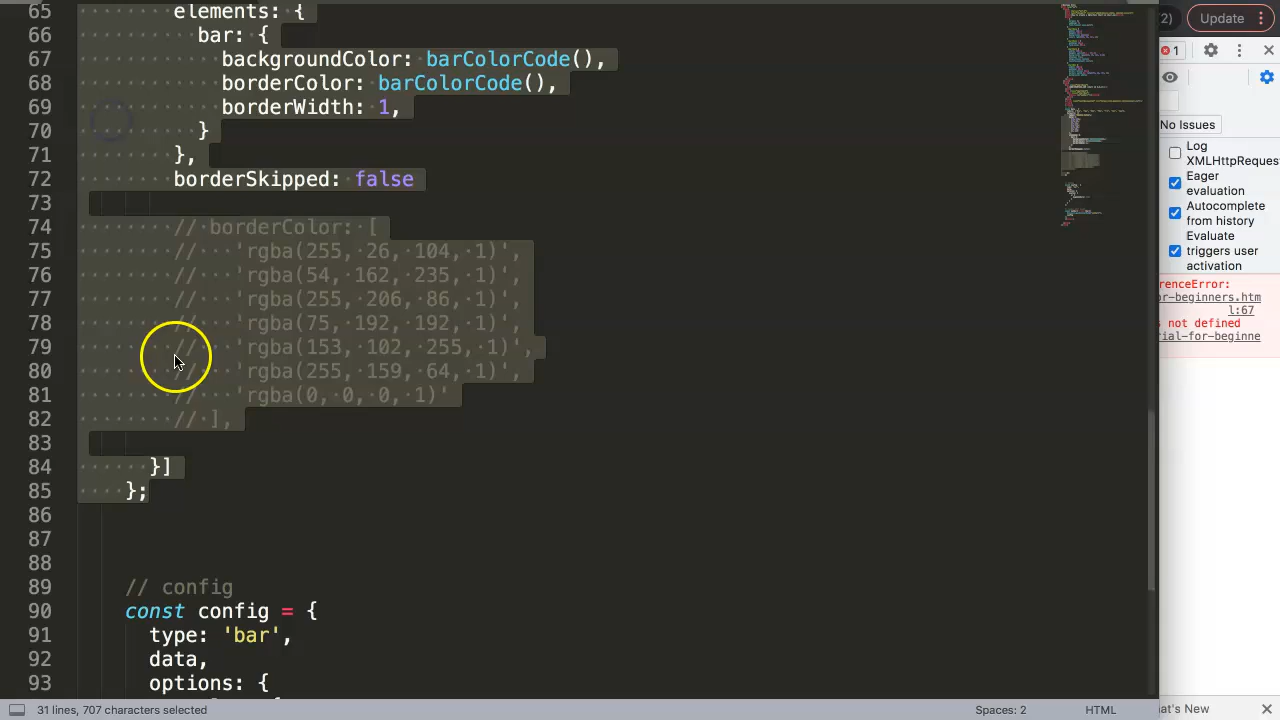 65 elements: {
66 bar: {
67 backgroundColor: barColorCode(),
68 borderColor: barColorCode(),
69 borderWidth: 1,
70 }
71 },
72 borderSkipped: false
73
74 // borderColor: [
75 // 'rgba(255, 26, 104, 1)',
76 // 'rgba(54, 162, 235, 1)',
77 // 'rgba(255, 206, 86, 1)',
78 // 'rgba(75, 192, 192, 1)',
79 // 'rgba(153, 102, 255, 1)',
80 // 'rgba(255, 159, 64, 1)',
81 // 'rgba(0, 0, 0, 1)'
82 // ],
83
84 }]
85 };
86
87
88
89 // config
90 const config = {
91 type: 'bar',
92 data,
93 options: {
31 lines, 707 characters selected
Spaces: 2
HTML
2)
Update
1
No Issues
Log
XMLHttpReques
Eager
evaluation
Autocomplete
from history
Evaluate
triggers user
activation
renceError:
or-beginners.htm
l:67
s not defined
rial-for-beginne
at's New